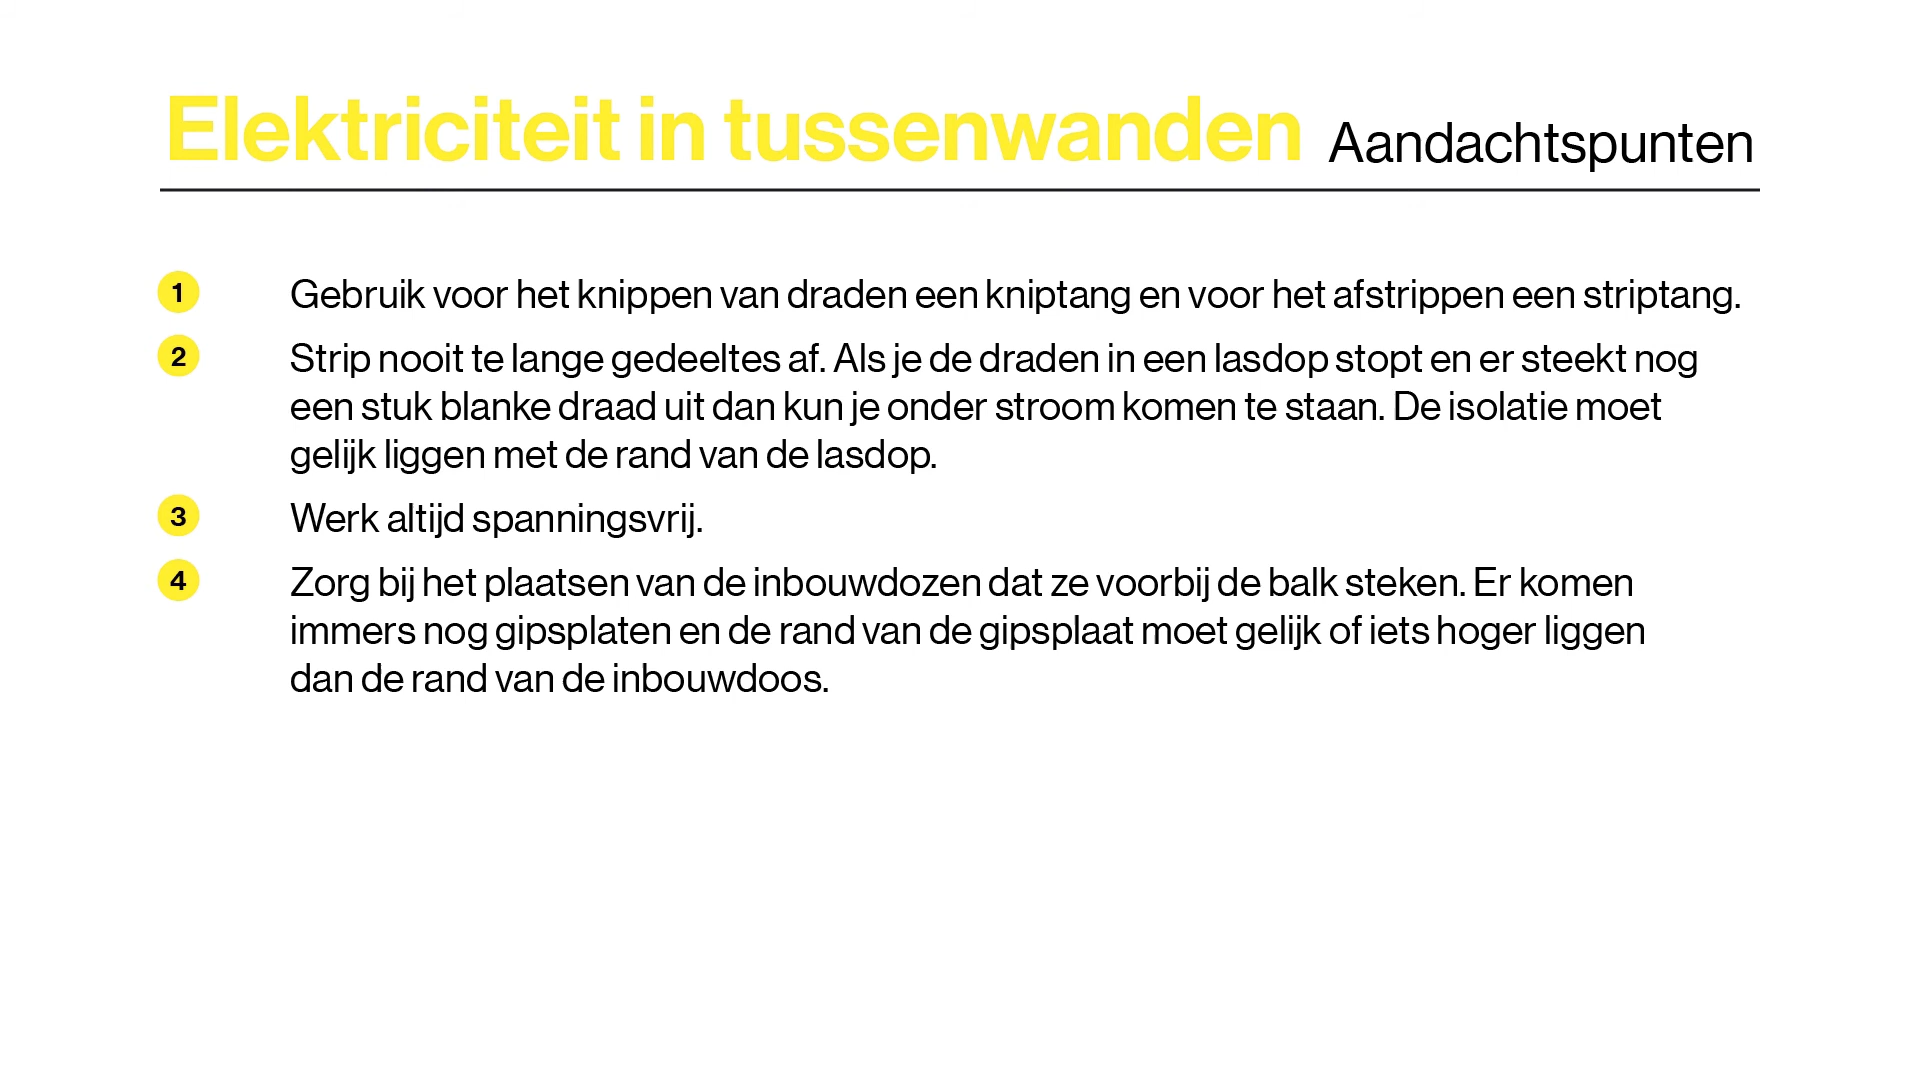 Elektriciteit in tussenwanden Aandachtspunten
1 Gebruik voor het knippen van draden een kniptang en voor het afstrippen een striptang.
2 Strip nooit te lange gedeeltes af. Als je de draden in een lasdop stopt en er steekt nog
een stuk blanke draad uit dan kun je onder stroom komen te staan. De isolatie moet
gelijk liggen met de rand van de lasdop.
3 Werk altijd spanningsvrij.
4 Zorg bij het plaatsen van de inbouwdozen dat ze voorbij de balk steken. Er komen
immers nog gipsplaten en de rand van de gipsplaat moet gelijk of iets hoger liggen
dan de rand van de inbouwdoos.